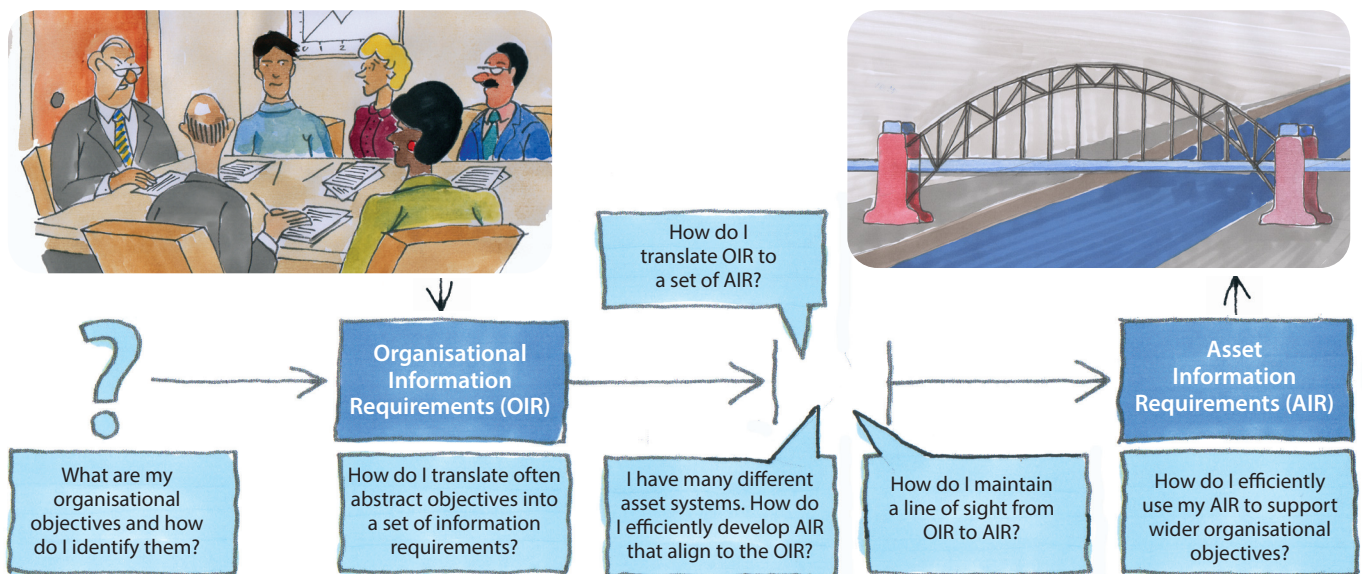 0 1 2
How do I
translate OIR to
a set of AIR?
?
Organisational
Information
Requirements (OIR)
Asset
Information
Requirements (AIR)
What are my
organisational
objectives and how
do I identify them?
How do I translate often
abstract objectives into
a set of information
requirements?
I have many different
asset systems. How do
I efficiently develop AIR
that align to the OIR?
How do I maintain
a line of sight from
OIR to AIR?
How do I efficiently
use my AIR to support
wider organisational
objectives?